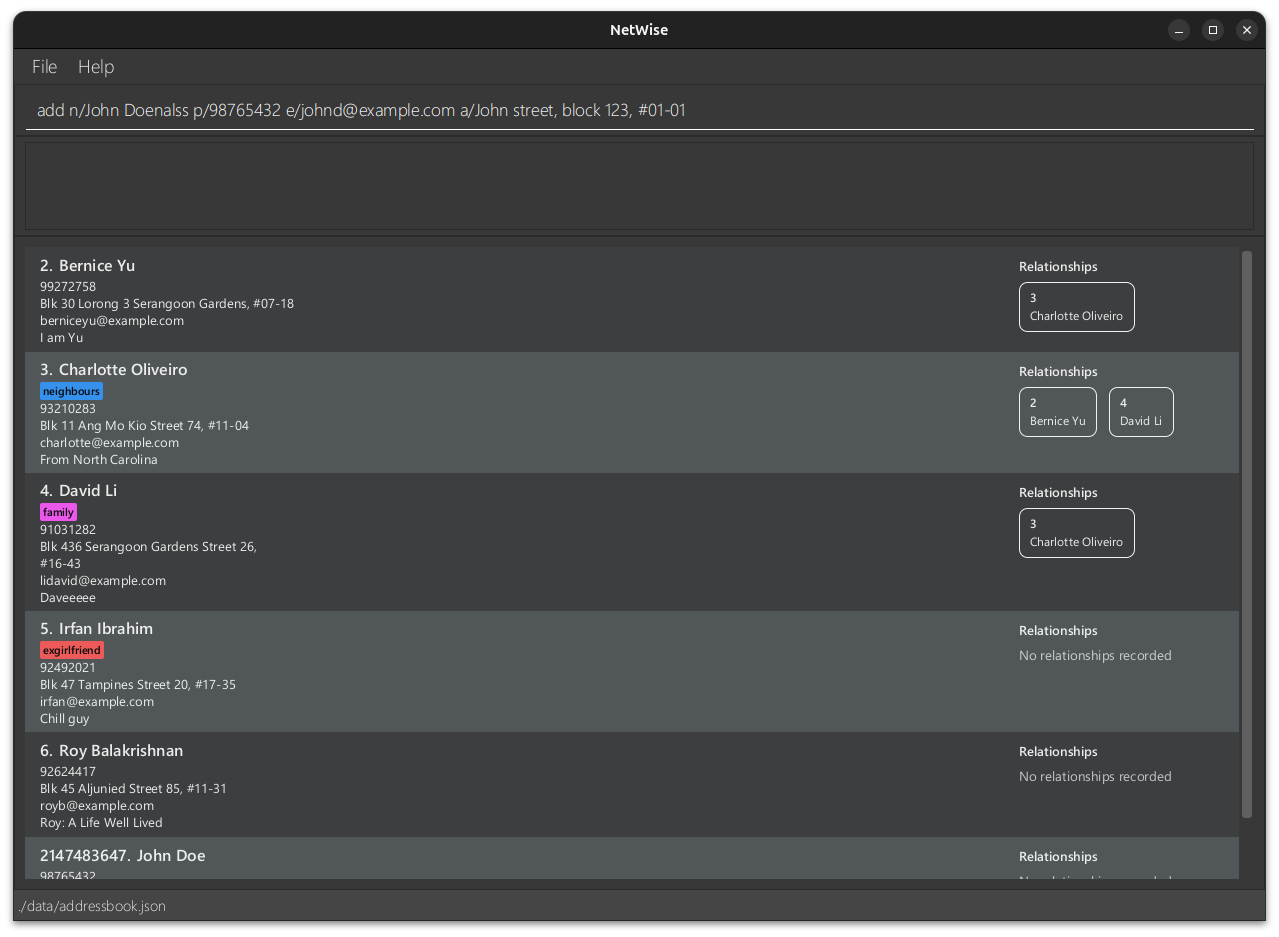 NetWise
File Help
add n/John Doenalss p/98765432 e/johnd@example.com a/John street, block 123, #01-01
2. Bernice Yu
99272758
Blk 30 Lorong 3 Serangoon Gardens, #07-18
berniceyu@example.com
I am Yu
Relationships
3
Charlotte Oliveiro
3. Charlotte Oliveiro
neighbours
93210283
Blk 11 Ang Mo Kio Street 74, #11-04
charlotte@example.com
From North Carolina
Relationships
2
Bernice Yu
4
David Li
4. David Li
family
91031282
Blk 436 Serangoon Gardens Street 26,
#16-43
lidavid@example.com
Daveeeee
Relationships
3
Charlotte Oliveiro
5. Irfan Ibrahim
exgirlfriend
92492021
Blk 47 Tampines Street 20, #17-35
irfan@example.com
Chill guy
Relationships
No relationships recorded
6. Roy Balakrishnan
92624417
Blk 45 Aljunied Street 85, #11-31
royb@example.com
Roy: A Life Well Lived
Relationships
No relationships recorded
2147483647. John Doe
98765432
Relationships
./data/addressbook.json